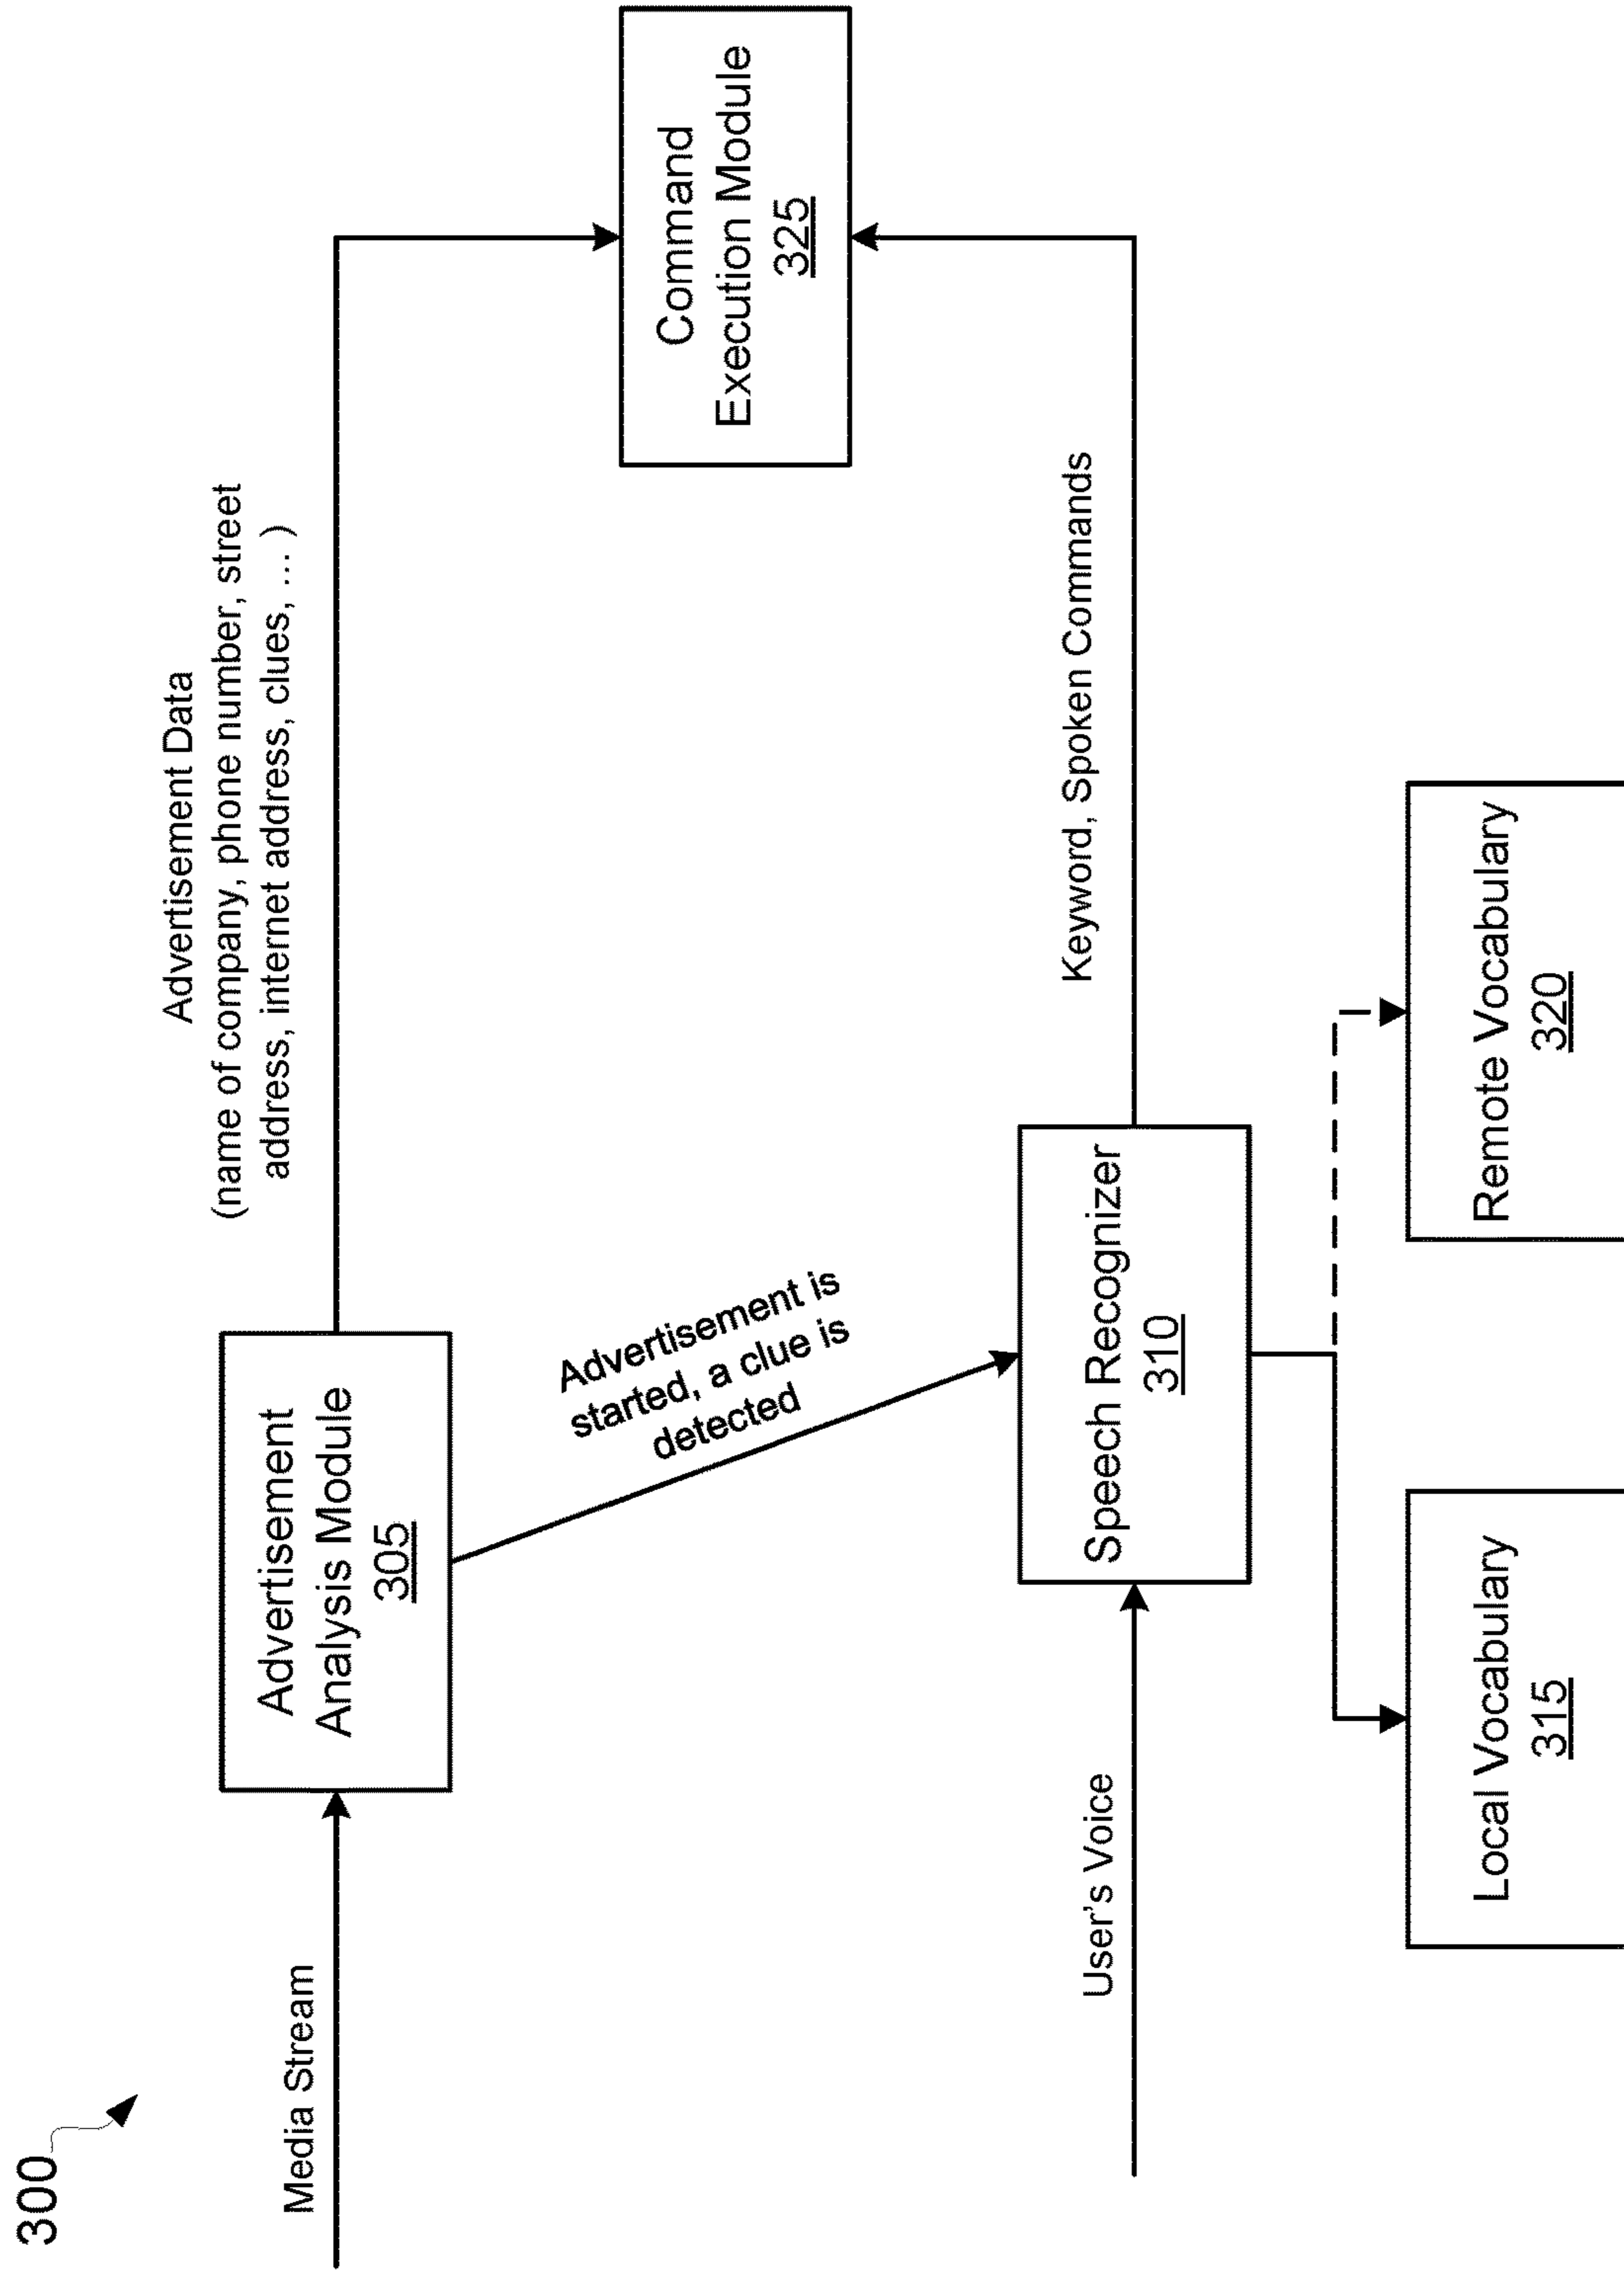 300
Media Stream
Advertisement
Analysis Module
305
Advertisement Data
(name of company, phone number, street
address, internet address, clues, ... )
Command
Execution Module
325
Advertisement is
started, a clue is
detected
User's Voice
Speech Recognizer
310
Keyword, Spoken Commands
Local Vocabulary
315
Remote Vocabulary
320